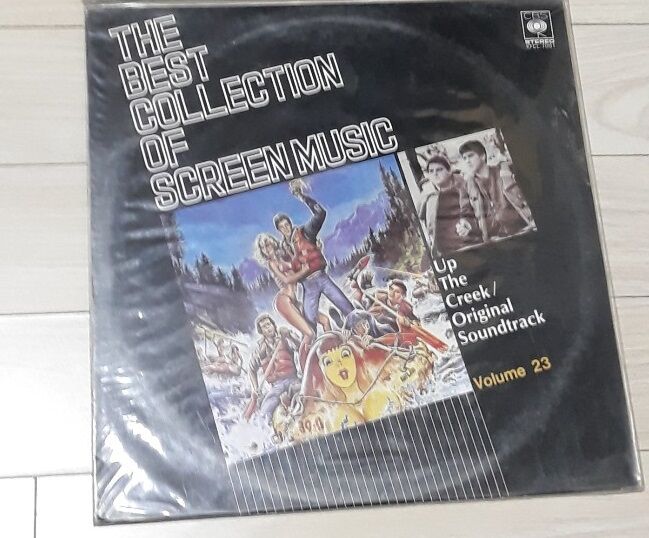 THE
BEST
COLLECTION
OF
SCREEN MUSIC
CBS
STEREO
Up
The
Creek/
Original
Soundtrack
Volume 23